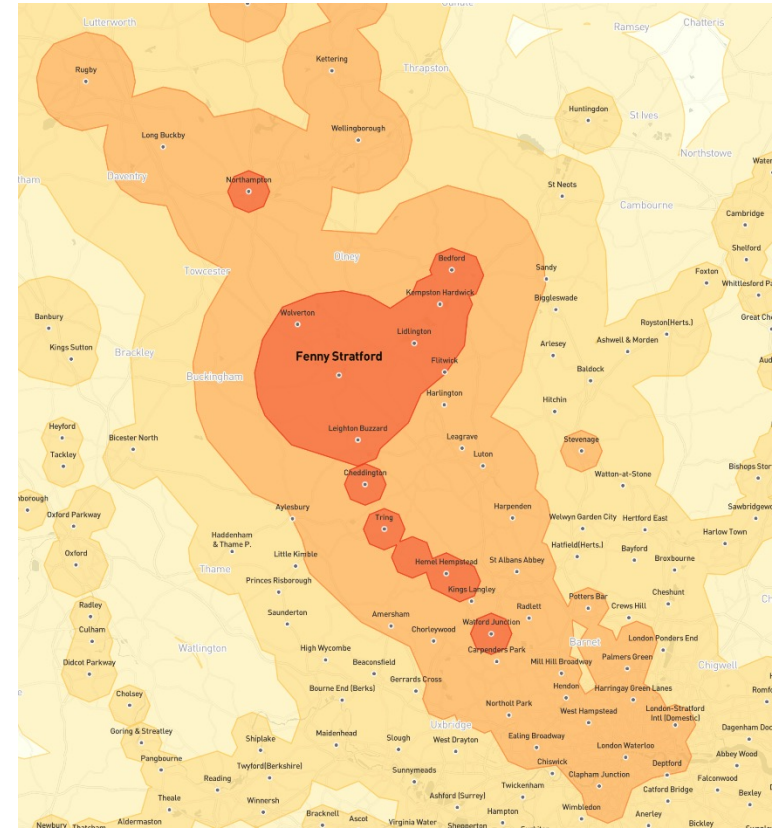 Lutterworth
Ramsey
Chatteris
Rugby
Kettering
Thrapston
Huntingdon
St Ives
Long Buckby
Wellingborough
Northstowe
Daventry
Northampton
St Neots
Cambourne
Cambridge
Shelford
Olney
Bedford
Towcester
Sandy
Foxton
Whittlesford Pa
Kempston Hardwick
Biggleswade
Banbury
Wolverton
Lidlington
Royston(Herts.)
Great Che
Kings Sutton
Brackley
Fenny Stratford
Arlesey
Ashwell & Morden
Flitwick
Baldock
Buckingham
Harlington
Hitchin
Heyford
Bicester North
Leighton Buzzard
Leagrave
Stevenage
Tackley
Luton
Bishops Stor
Cheddington
Watton-at-Stone
nborough
Oxford Parkway
Aylesbury
Tring
Harpenden
Welwyn Garden City
Hertford East
Sawbridgewo
Harlow Town
Haddenham
& Thame P.
Oxford
Little Kimble
Hemel Hempstead
St Albans Abbey
Hatfield(Herts.)
Bayford
Broxbourne
Thame
Princes Risborough
Kings Langley
Potters Bar
Cheshunt
Radley
Saunderton
Amersham
Radlett
Crews Hill
Culham
Chorleywood
Watford Junction
Barnet
London Ponders End
Watlington
High Wycombe
Carpenders Park
Palmers Green
Didcot Parkway
Beaconsfield
Mill Hill Broadway
Chigwell
Gerrards Cross
Hendon
Harringay Green Lanes
Cholsey
Bourne End (Berks)
Northolt Park
West Hampstead
London-Stratford
Intl (Domestic)
Uxbridge
Goring & Streatley
Shiplake
Maidenhead
Slough
West Drayton
Ealing Broadway
London Waterloo
Dagenham Doc
Pangbourne
Twyford(Berkshire)
Sunnymeads
Chiswick
Deptford
Abbey Wood
Reading
Clapham Junction
Falconwood
Theale
Winnersh
Twickenham
Catford Bridge
Bexley
Ashford (Surrey)
Hampton
Wimbledon
Anerley
Bracknell
Ascot
Virginia Water
Shepperton
Bickley
Newbury
Thatcham
Aldermaston